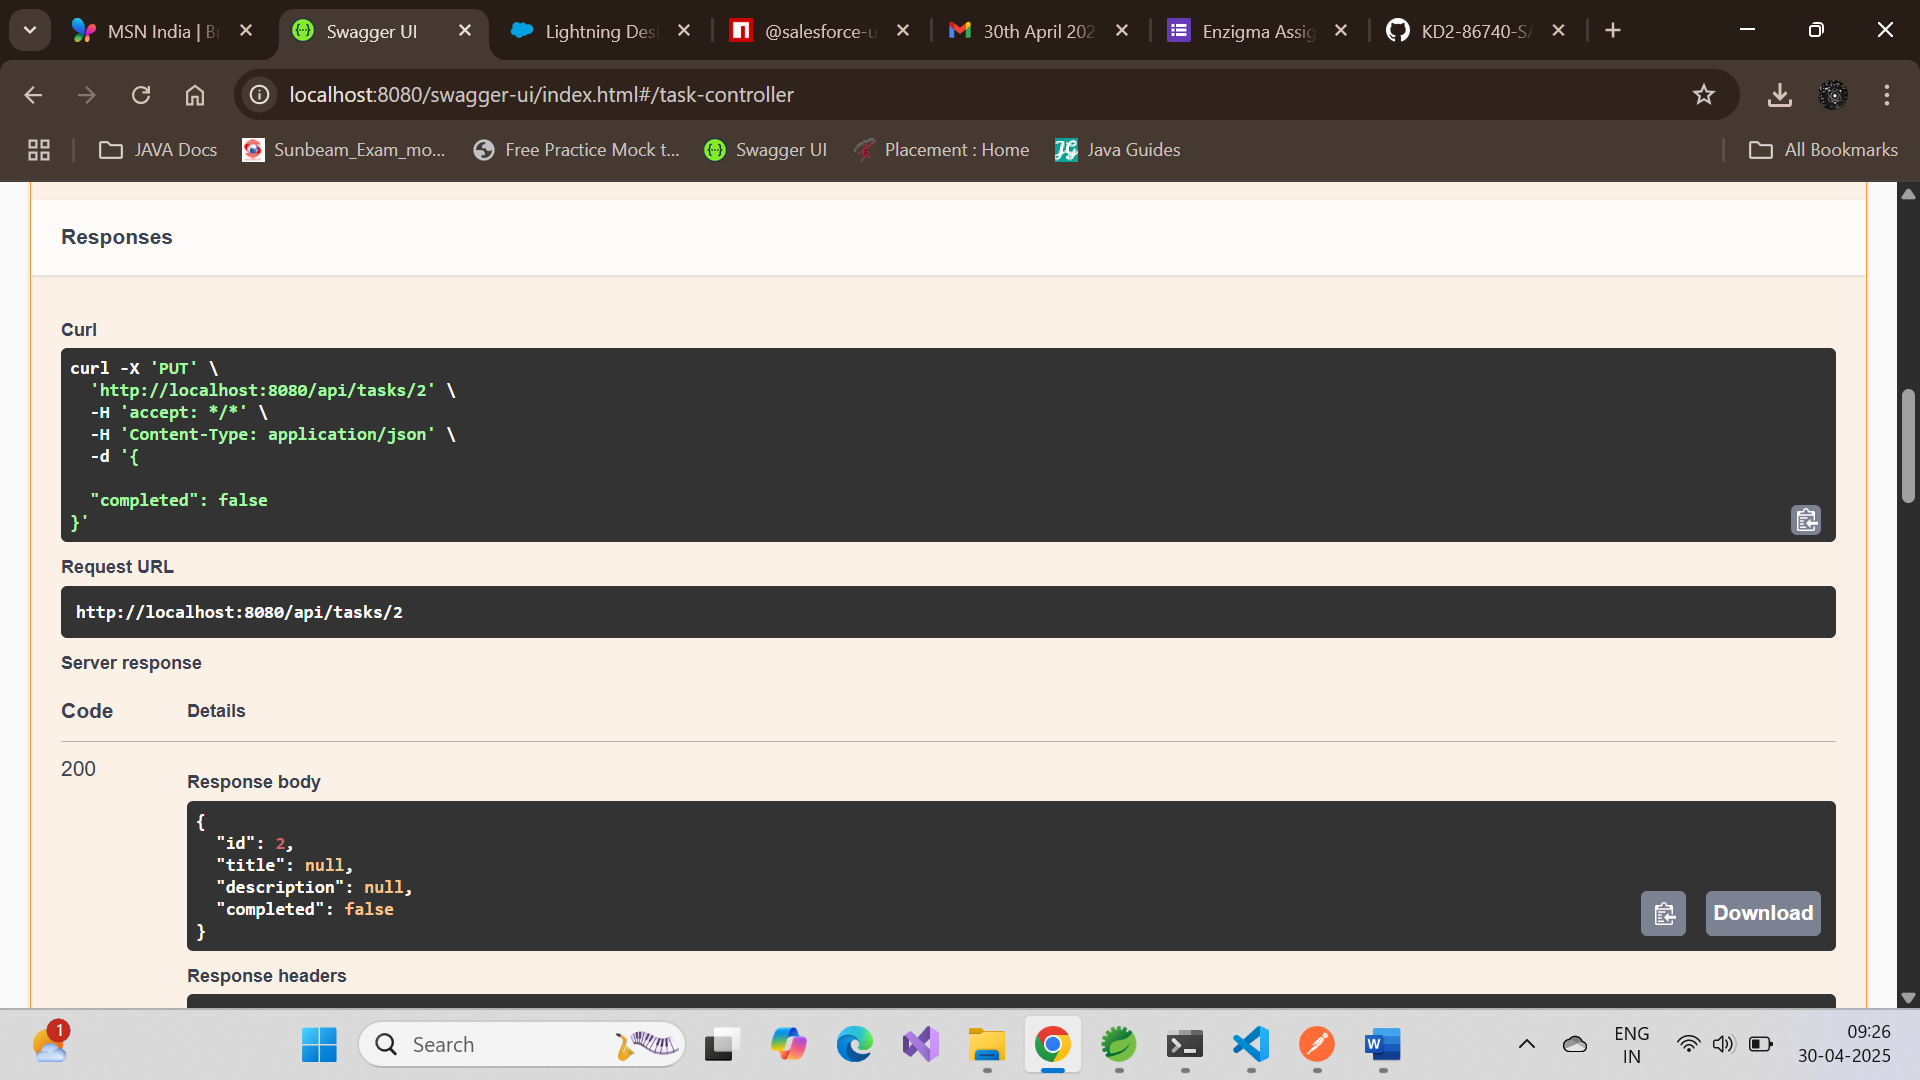 MSN India | Br
Swagger UI
Lightning Desi
@salesforce-u
30th April 202
Enzigma Assig
KD2-86740-SA
localhost:8080/swagger-ui/index.html#/task-controller
JAVA Docs
Sunbeam_Exam_mo...
Free Practice Mock t...
Swagger UI
Placement : Home
Java Guides
All Bookmarks
Responses
Curl
curl -X 'PUT' \
'http://localhost:8080/api/tasks/2' \
-H 'accept: */*' \
-H 'Content-Type: application/json' \
-d '{
"completed": false
}'
Request URL
http://localhost:8080/api/tasks/2
Server response
Code Details
200
Response body
{
"id": 2,
"title": null,
"description": null,
"completed": false
}
Download
Response headers
1
Search
ENG
IN
09:26
30-04-2025